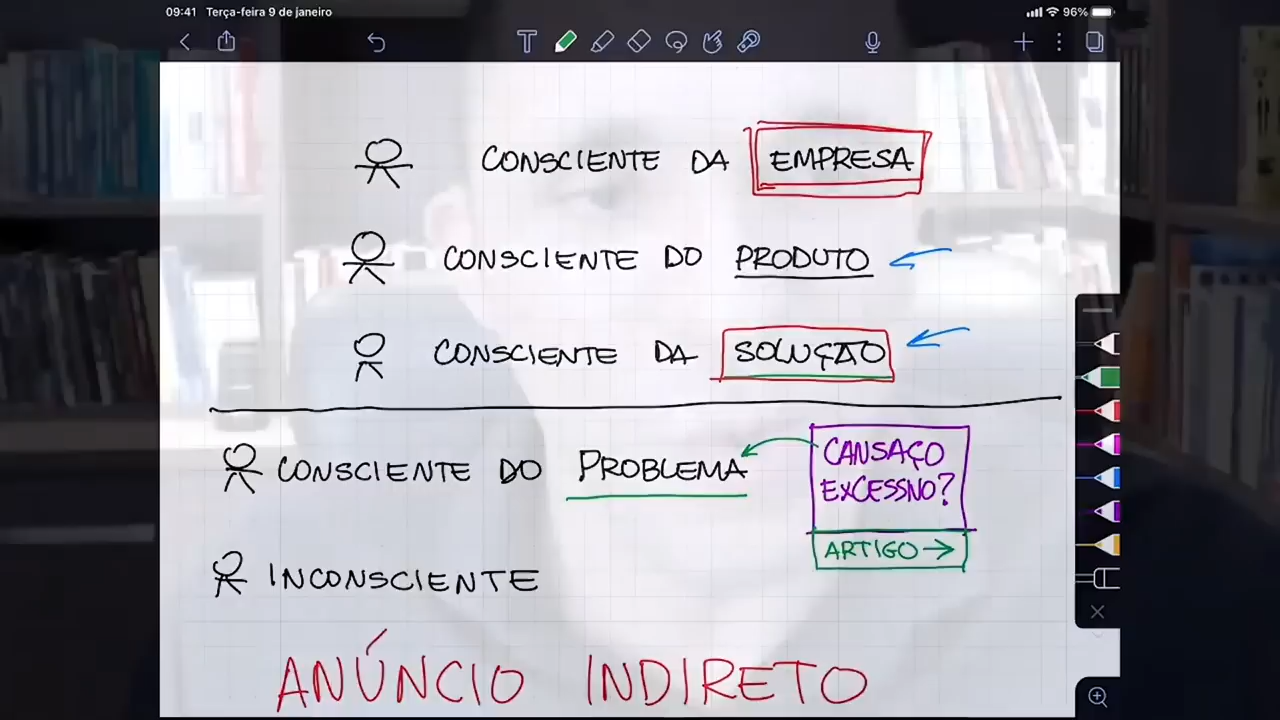 09:41 Terça-feira 9 de janeiro
96%
T
CONSCIENTE DA EMPRESA
CONSCIENTE DO PRODUTO
CONSCIENTE DA SOLUÇÃO
CONSCIENTE DO PROBLEMA
CANSAÇO
EXCESSIVO?
ARTIGO →
INCONSCIENTE
ANÚNCIO INDIRETO